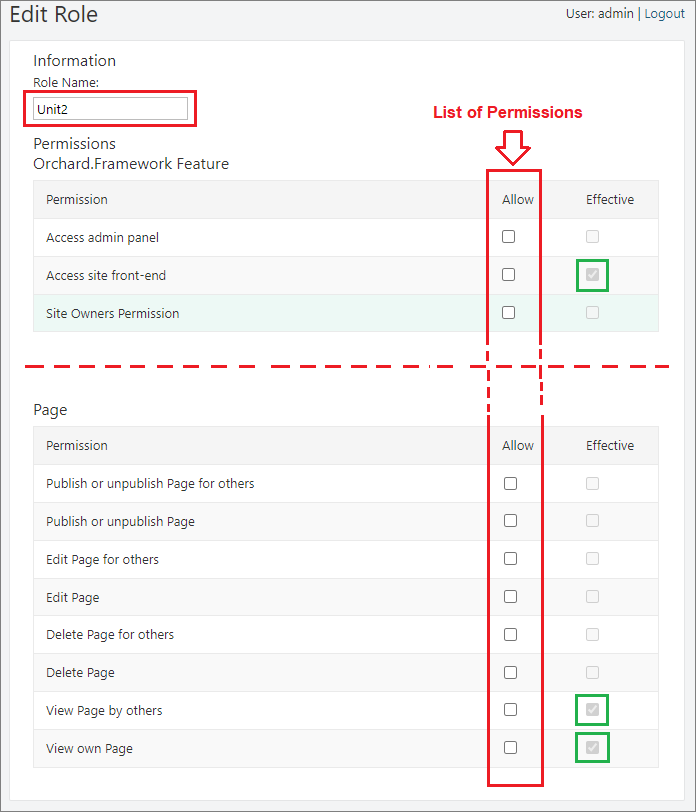 Edit Role
User: admin | Logout
Information
Role Name:
Unit2
List of Permissions
Permissions
Orchard.Framework Feature
Permission Allow Effective
Access admin panel
Access site front-end
Site Owners Permission
Page
Permission Allow Effective
Publish or unpublish Page for others
Publish or unpublish Page
Edit Page for others
Edit Page
Delete Page for others
Delete Page
View Page by others
View own Page